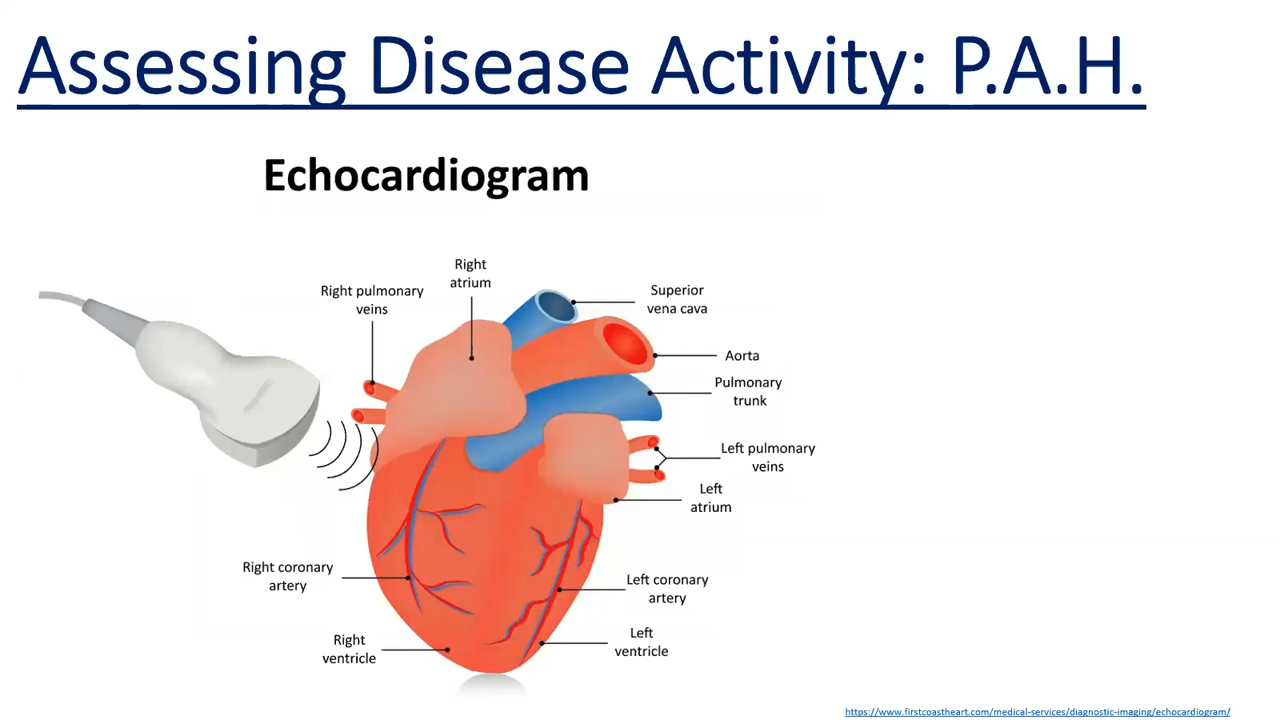 Assessing Disease Activity: P.A.H.
Echocardiogram
Right
atrium
Right pulmonary
veins
Superior
vena cava
Aorta
Pulmonary
trunk
Left pulmonary
veins
Left
atrium
Right coronary
artery
Left coronary
artery
Right
ventricle
Left
ventricle
https://www.firstcoastheart.com/medical-services/diagnostic-imaging/echocardiogram/